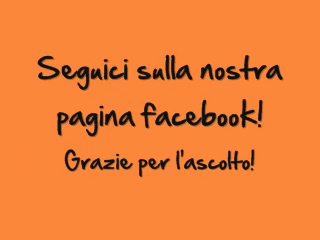 Seguici sulla nostra
pagina facebook!
Grazie per l'ascolto!